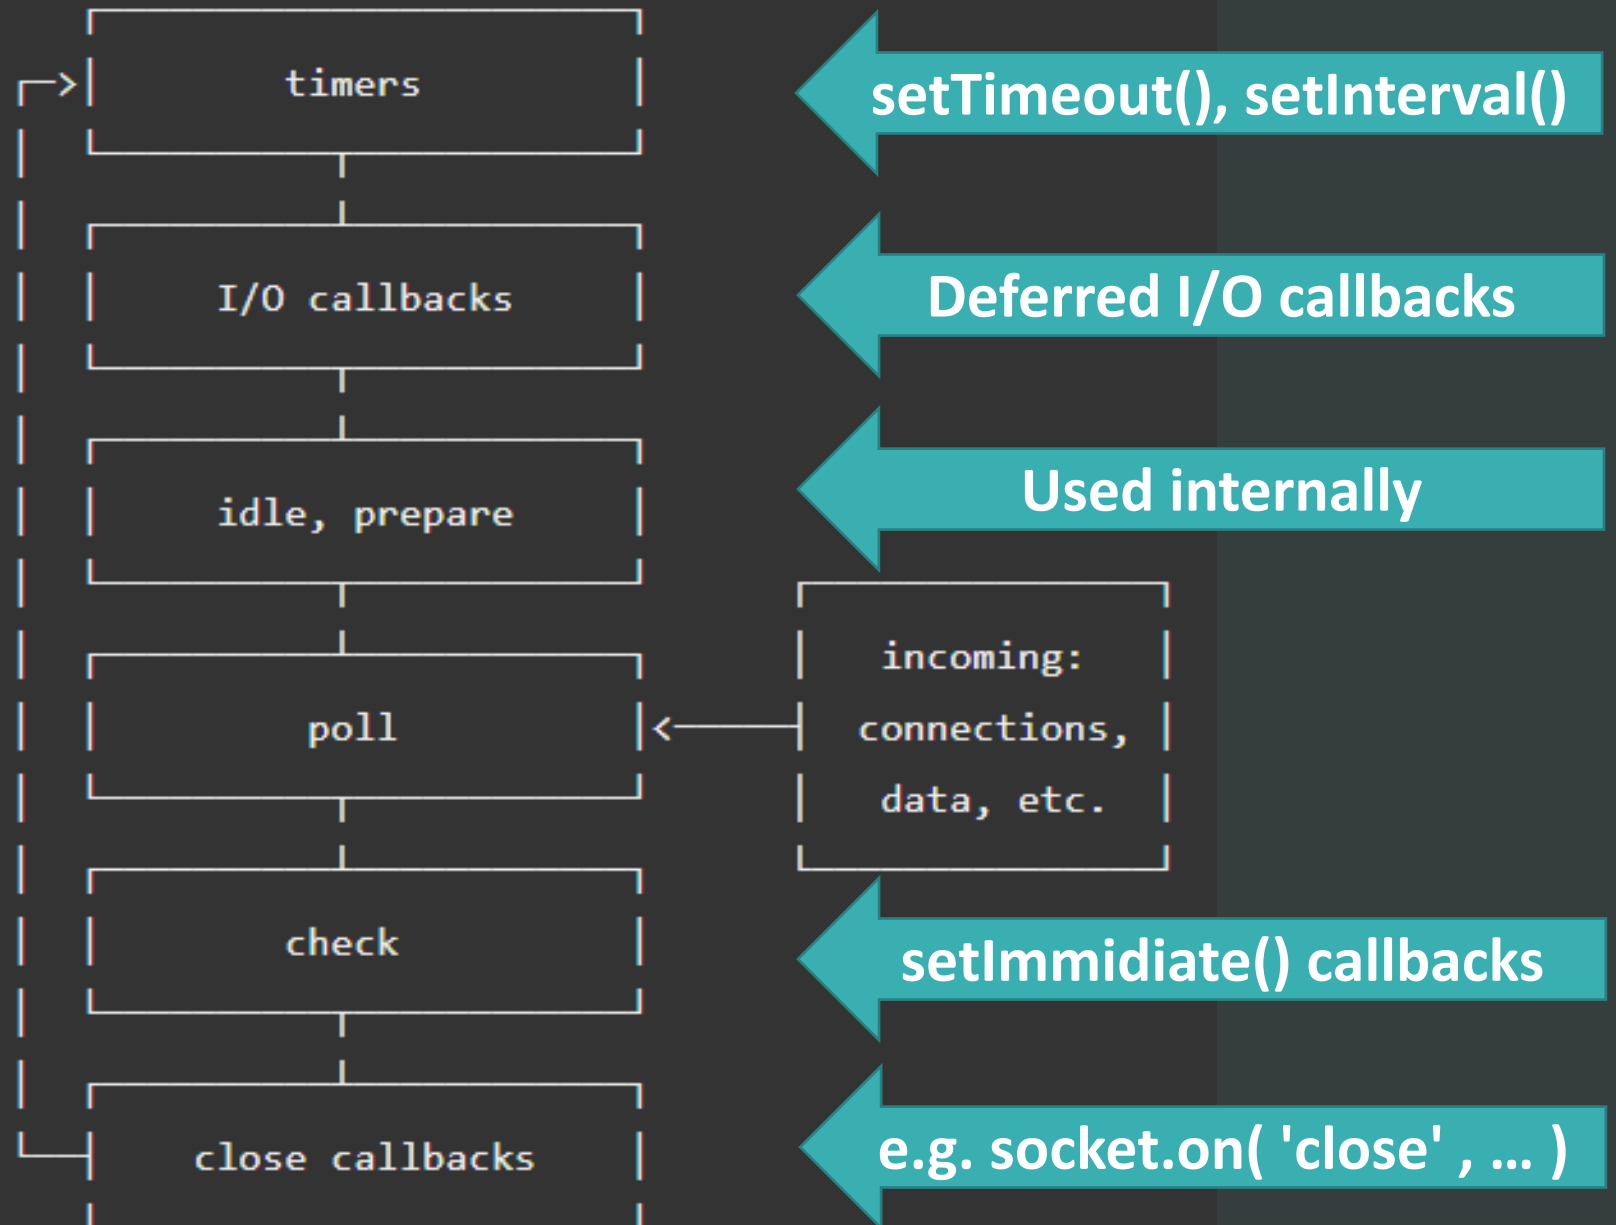 timers
setTimeout(), setInterval()
I/O callbacks
Deferred I/O callbacks
idle, prepare
Used internally
poll
incoming:
connections,
data, etc.
check
setImmidiate() callbacks
close callbacks
e.g. socket.on( 'close' , … )